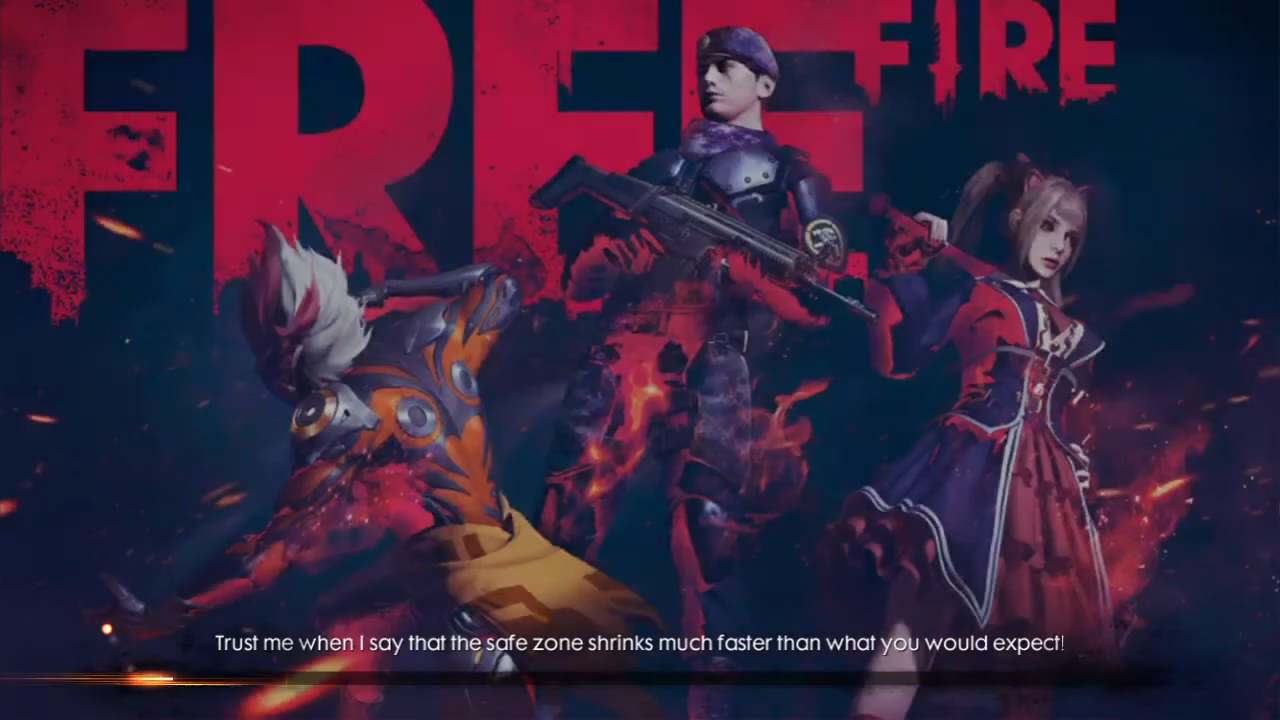 FREE
FIRE
Trust me when I say that the safe zone shrinks much faster than what you would expect!